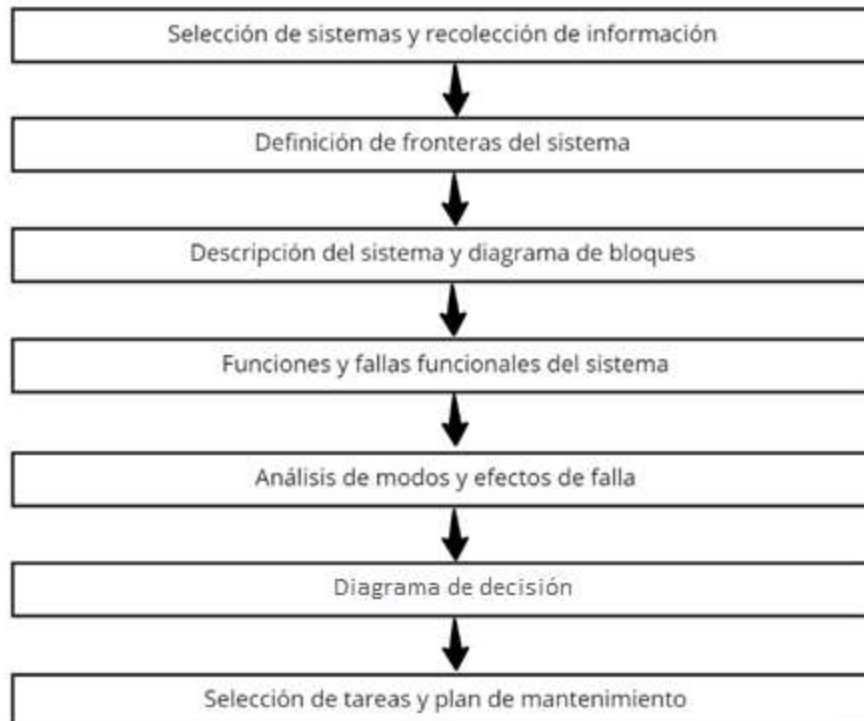 Selección de sistemas y recolección de información
Definición de fronteras del sistema
Descripción del sistema y diagrama de bloques
Funciones y fallas funcionales del sistema
Análisis de modos y efectos de falla
Diagrama de decisión
Selección de tareas y plan de mantenimiento